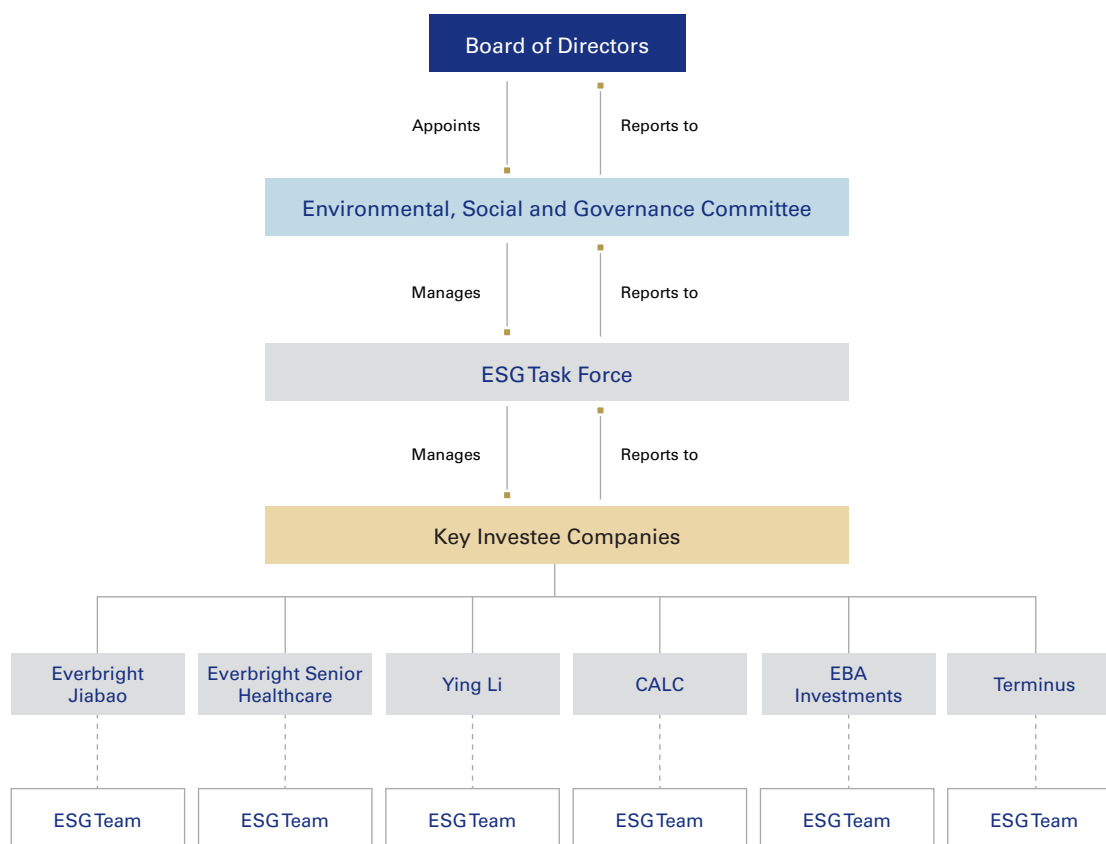 Board of Directors
Appoints
Reports to
Environmental, Social and Governance Committee
Manages
Reports to
ESG Task Force
Manages
Reports to
Key Investee Companies
Everbright
Jiabao
Everbright Senior
Healthcare
Ying Li
CALC
EBA
Investments
Terminus
ESG Team
ESG Team
ESG Team
ESG Team
ESG Team
ESG Team